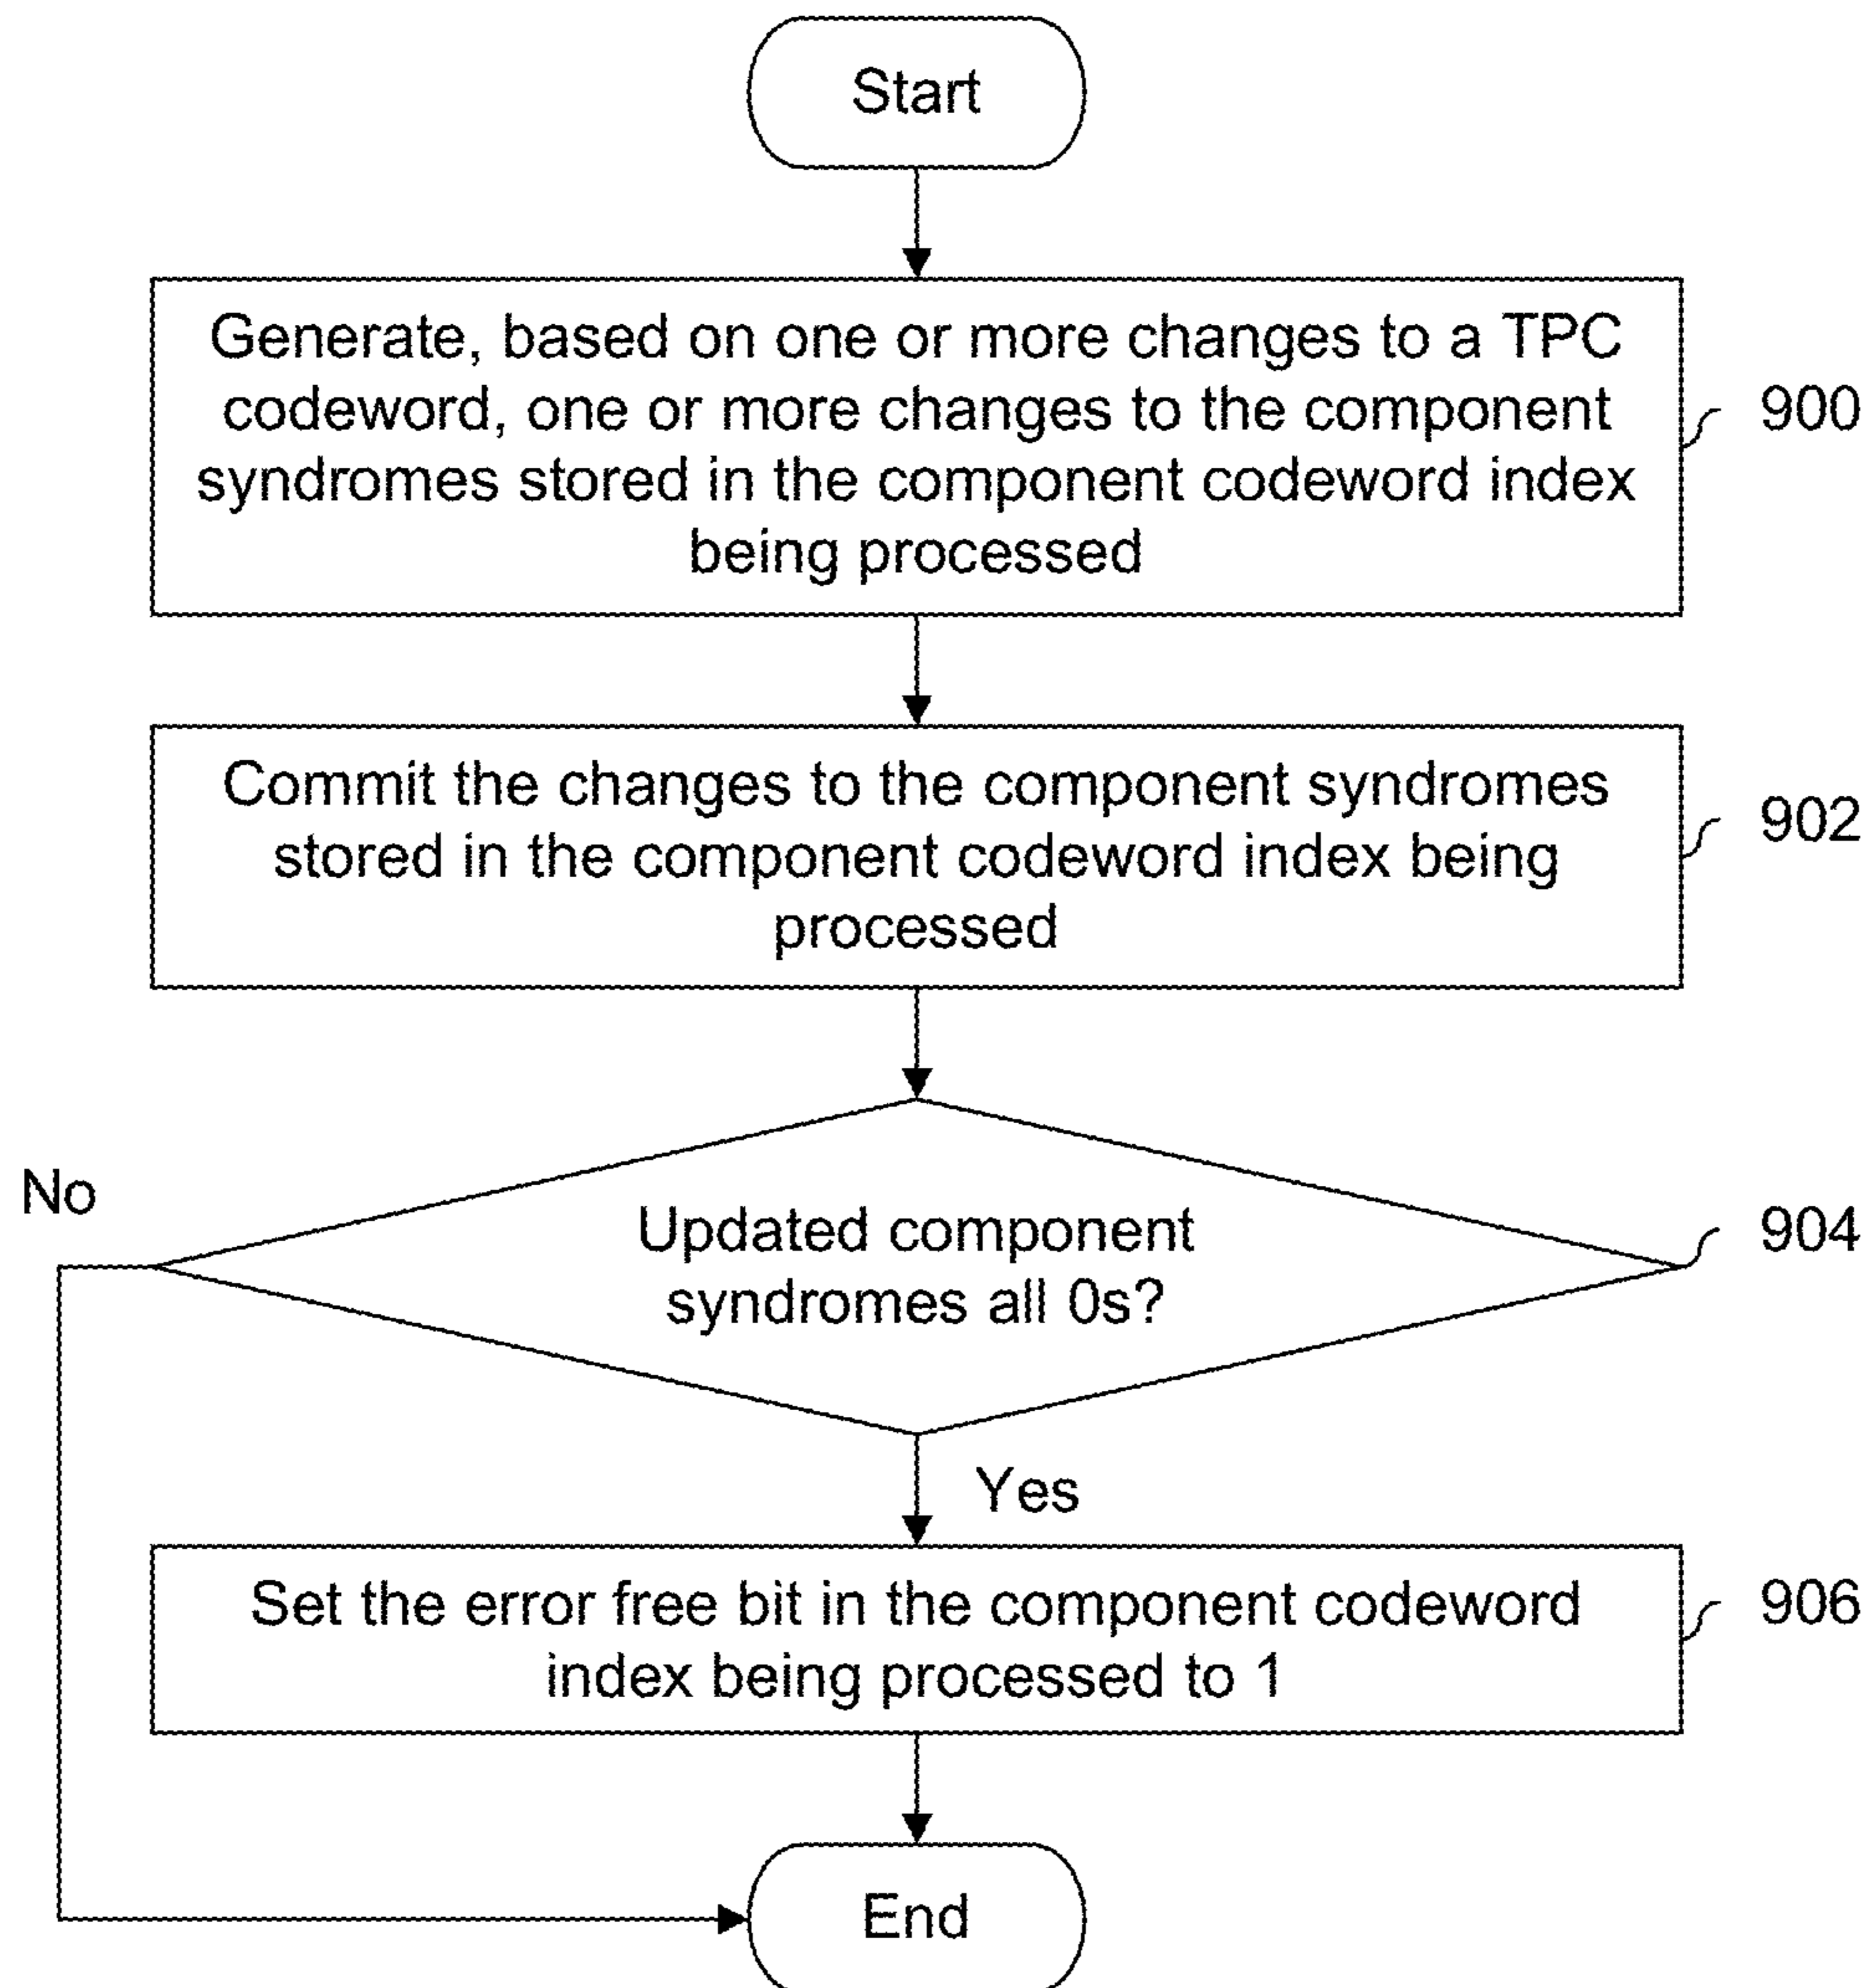 Start
Generate, based on one or more changes to a TPC
codeword, one or more changes to the component
syndromes stored in the component codeword index
being processed
900
Commit the changes to the component syndromes
stored in the component codeword index being
processed
902
No
Updated component
syndromes all 0s?
904
Yes
Set the error free bit in the component codeword
index being processed to 1
906
End